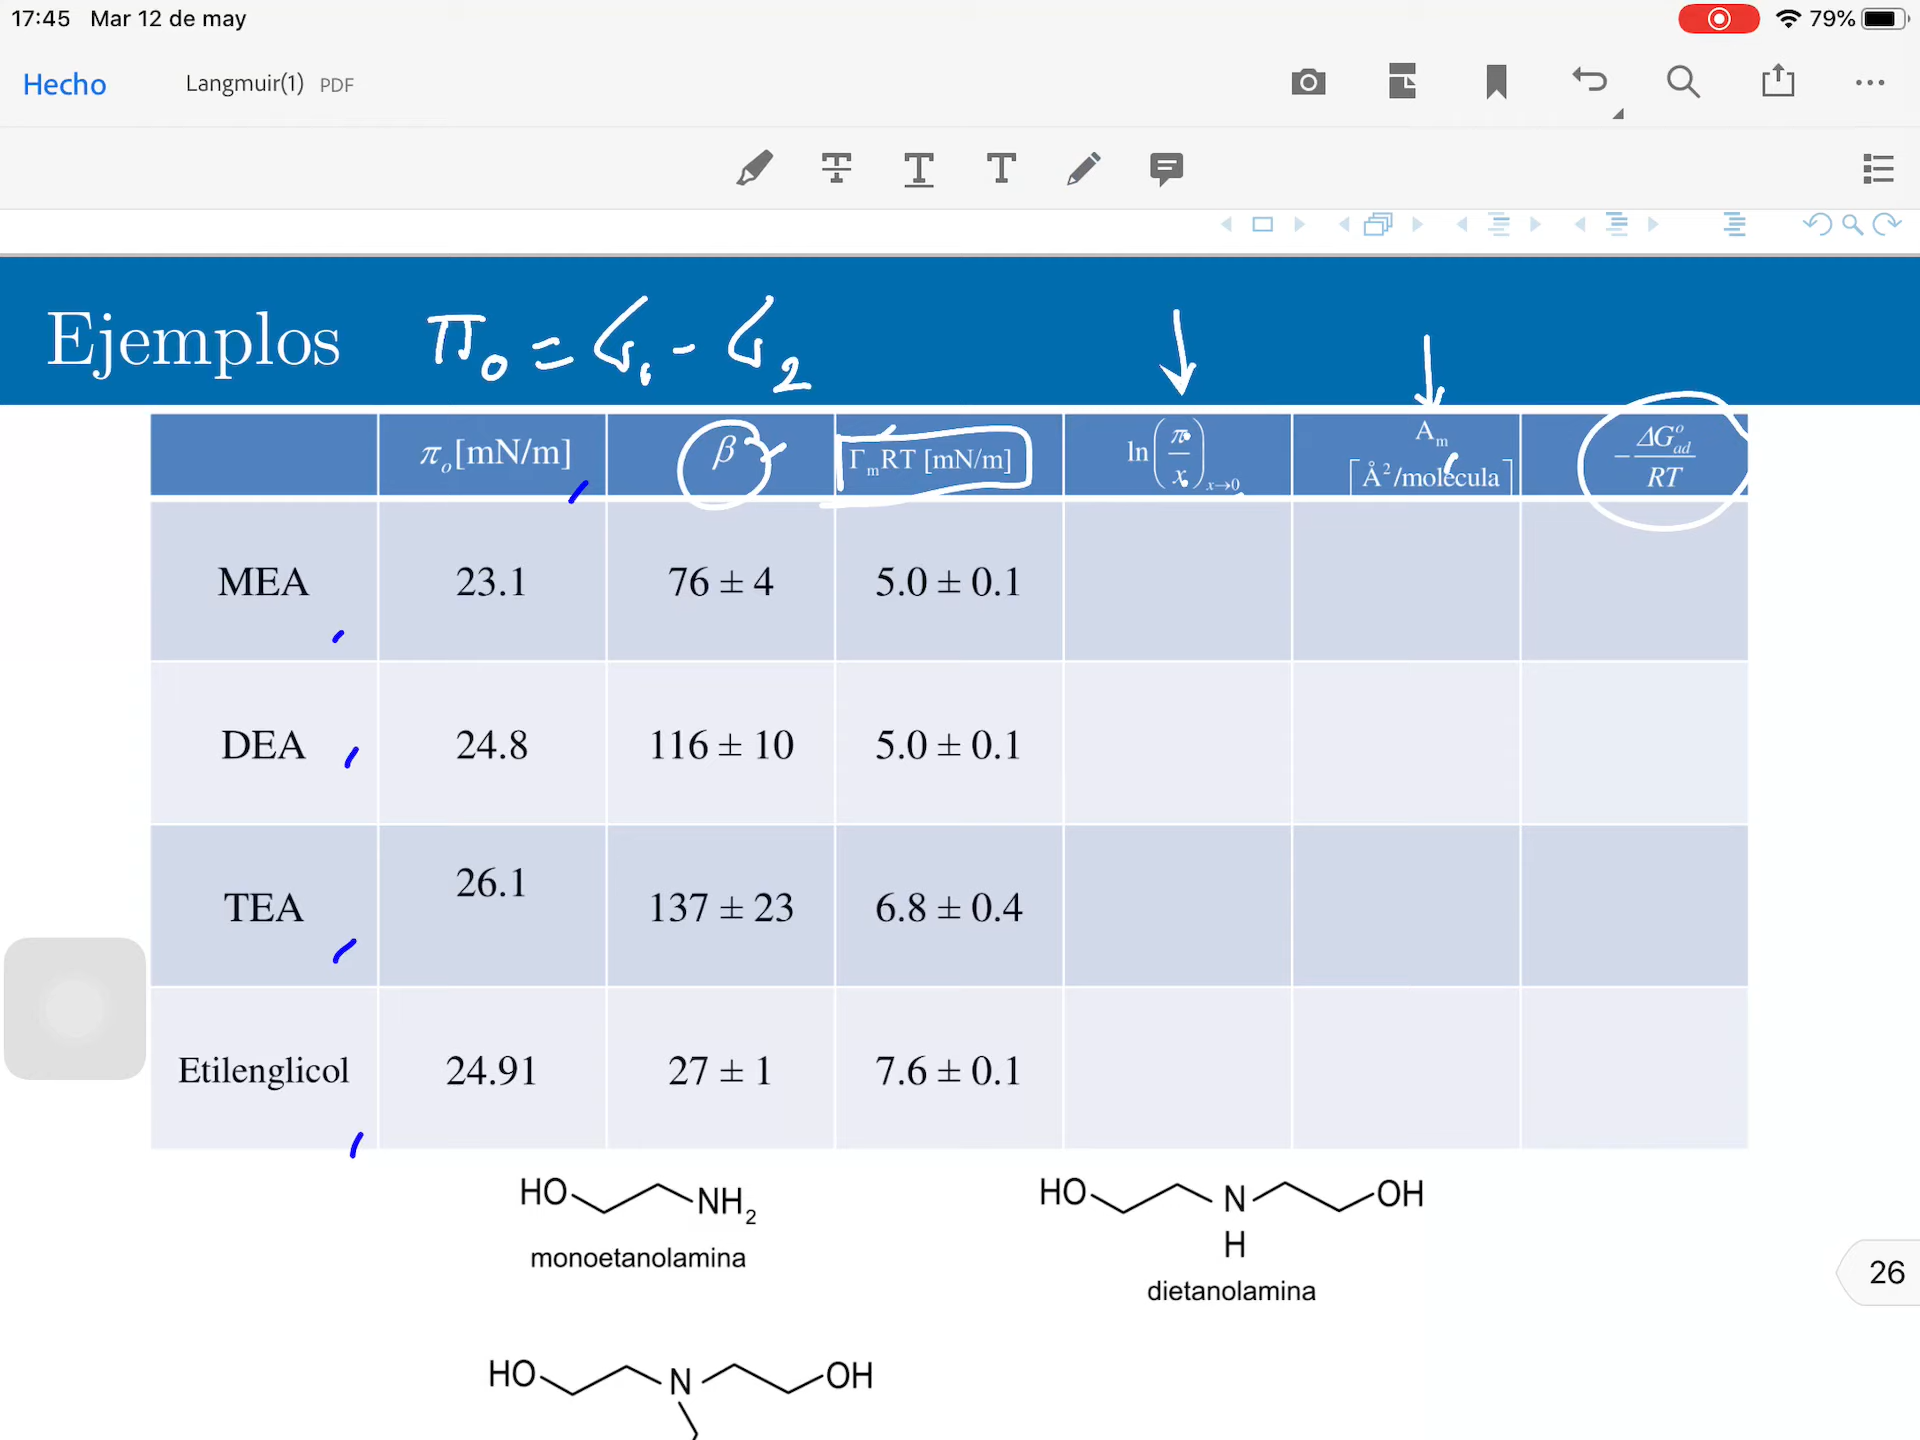 17:45 Mar 12 de may 79%
Hecho Langmuir(1) PDF
Ejemplos π₀ = σ₁ - σ₂
πₒ[mN/m] β ΓₘRT [mN/m] ln(π/x)ₓ→₀ Aₘ [Å²/molécula] -ΔG°ad/RT
MEA 23.1 76 ± 4 5.0 ± 0.1
DEA 24.8 116 ± 10 5.0 ± 0.1
TEA 26.1 137 ± 23 6.8 ± 0.4
Etilenglicol 24.91 27 ± 1 7.6 ± 0.1
HO NH₂ HO N H OH
monoetanolamina
dietanolamina
26
HO N OH